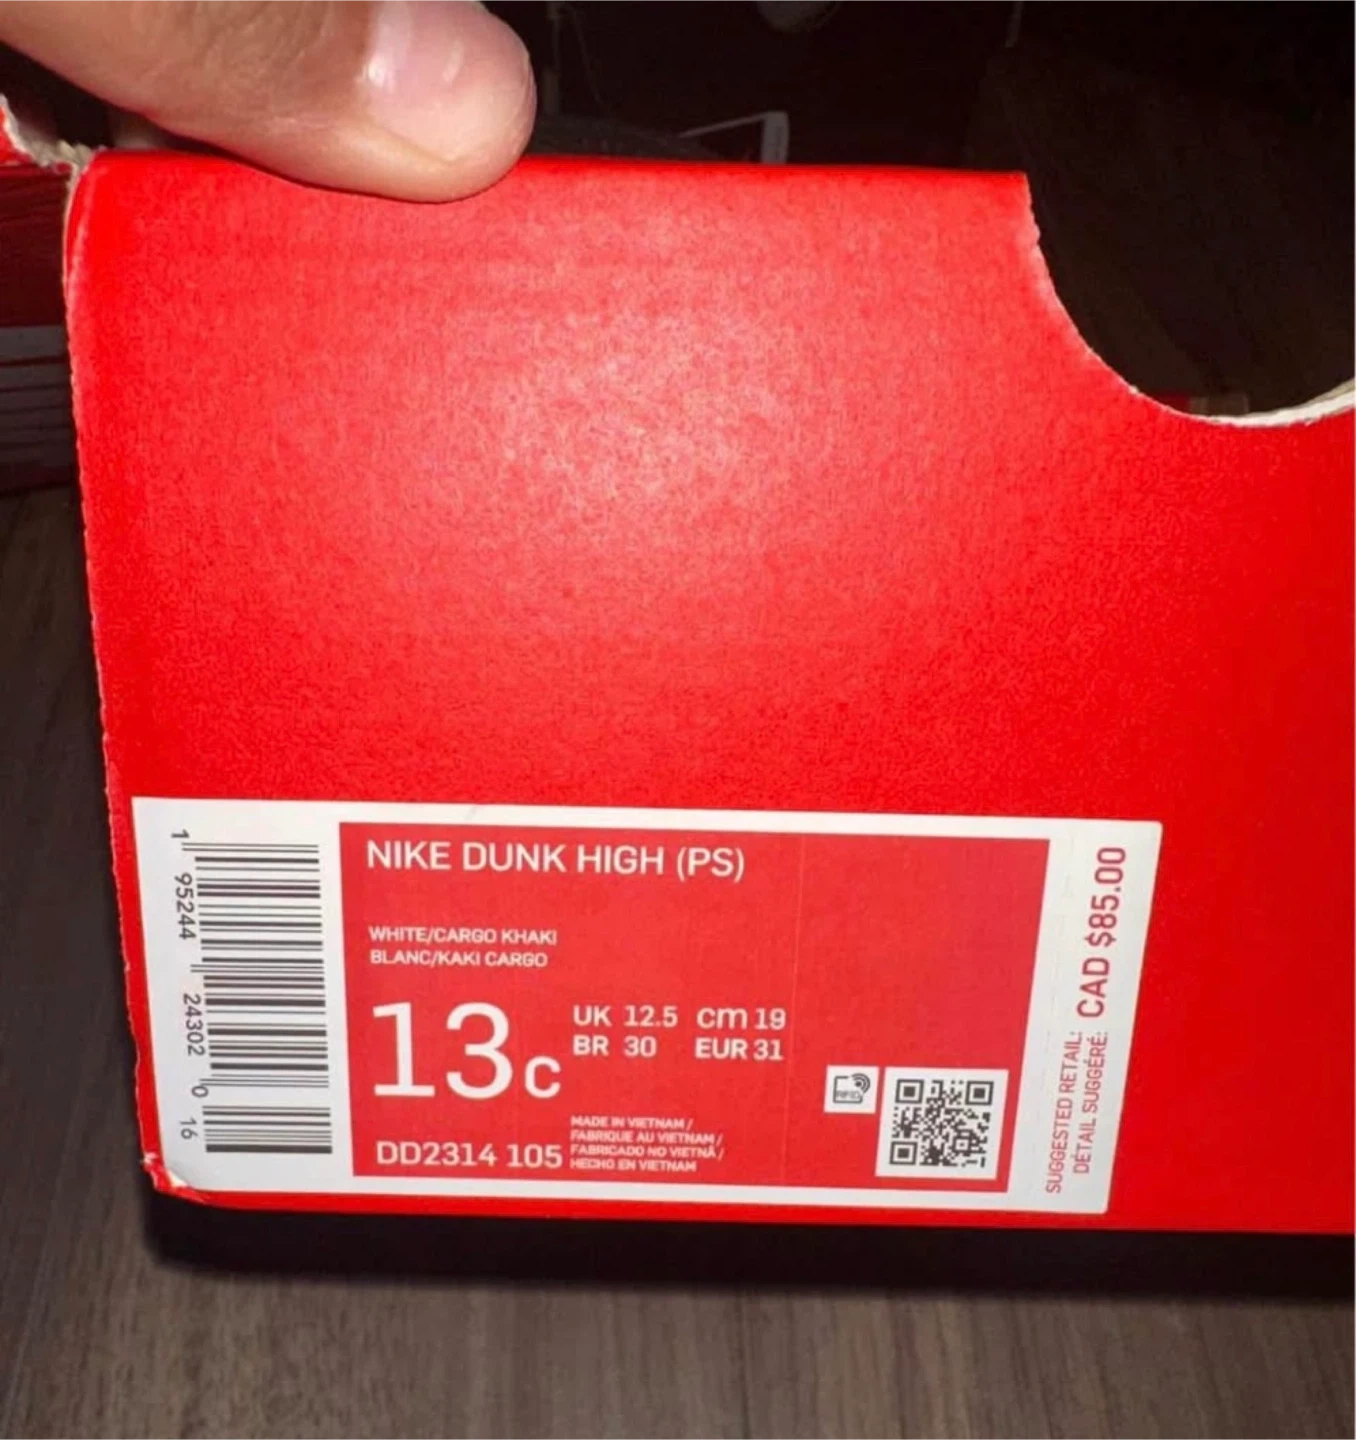 NIKE DUNK HIGH (PS)
WHITE/CARGO KHAKI
BLANC/KAKI CARGO
13c
UK 12.5 cm 19
BR 30 EUR 31
DD2314 105
MADE IN VIETNAM /
FABRIQUE AU VIETNAM /
FABRICADO NO VIETNÃ /
HECHO EN VIETNAM
RFID
1 95244 24302 0 16
SUGGESTED RETAIL:
DÉTAIL SUGGÉRÉ:
CAD $85.00